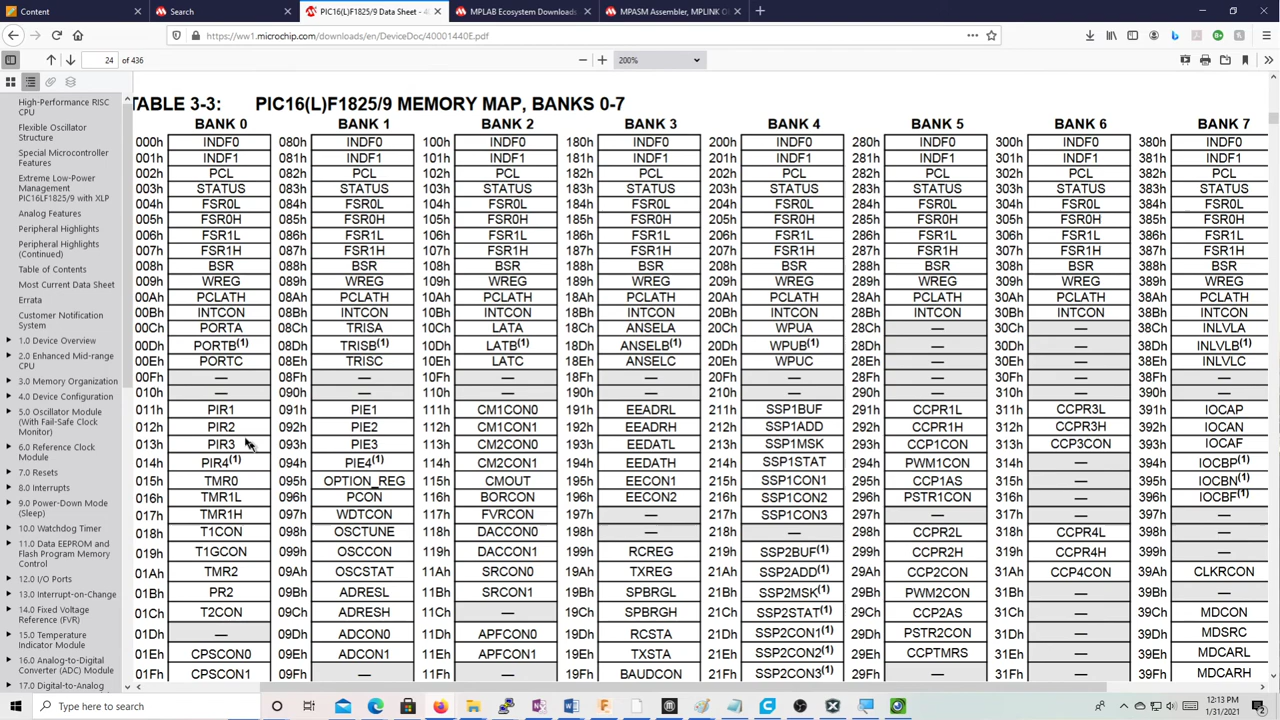 Cox Communications
Search
PIC16(L)F1825/9 Data Sheet - 4
MPLAB Ecosystem Downloads
MPASM Assembler, MPLINK O
https://ww1.microchip.com/downloads/en/DeviceDoc/40001440E.pdf
24 of 436
200%
High-Performance RISC
CPU
Flexible Oscillator
Structure
Special Microcontroller
Features
Extreme Low-Power
Management
PIC16LF1825/9 with XLP
Analog Features
Peripheral Highlights
Peripheral Highlights
(Continued)
Table of Contents
Most Current Data Sheet
Errata
Customer Notification
System
1.0 Device Overview
2.0 Enhanced Mid-range
CPU
3.0 Memory Organization
4.0 Device Configuration
5.0 Oscillator Module
(With Fail-Safe Clock
Monitor)
6.0 Reference Clock
Module
7.0 Resets
8.0 Interrupts
9.0 Power-Down Mode
(Sleep)
10.0 Watchdog Timer
11.0 Data EEPROM and
Flash Program Memory
Control
12.0 I/O Ports
13.0 Interrupt-on-Change
14.0 Fixed Voltage
Reference (FVR)
15.0 Temperature
Indicator Module
16.0 Analog-to-Digital
Converter (ADC) Module
17.0 Digital-to-Analog
TABLE 3-3: PIC16(L)F1825/9 MEMORY MAP, BANKS 0-7
BANK 0 BANK 1 BANK 2 BANK 3 BANK 4 BANK 5 BANK 6 BANK 7
000h INDF0 080h INDF0 100h INDF0 180h INDF0 200h INDF0 280h INDF0 300h INDF0 380h INDF0
001h INDF1 081h INDF1 101h INDF1 181h INDF1 201h INDF1 281h INDF1 301h INDF1 381h INDF1
002h PCL 082h PCL 102h PCL 182h PCL 202h PCL 282h PCL 302h PCL 382h PCL
003h STATUS 083h STATUS 103h STATUS 183h STATUS 203h STATUS 283h STATUS 303h STATUS 383h STATUS
004h FSR0L 084h FSR0L 104h FSR0L 184h FSR0L 204h FSR0L 284h FSR0L 304h FSR0L 384h FSR0L
005h FSR0H 085h FSR0H 105h FSR0H 185h FSR0H 205h FSR0H 285h FSR0H 305h FSR0H 385h FSR0H
006h FSR1L 086h FSR1L 106h FSR1L 186h FSR1L 206h FSR1L 286h FSR1L 306h FSR1L 386h FSR1L
007h FSR1H 087h FSR1H 107h FSR1H 187h FSR1H 207h FSR1H 287h FSR1H 307h FSR1H 387h FSR1H
008h BSR 088h BSR 108h BSR 188h BSR 208h BSR 288h BSR 308h BSR 388h BSR
009h WREG 089h WREG 109h WREG 189h WREG 209h WREG 289h WREG 309h WREG 389h WREG
00Ah PCLATH 08Ah PCLATH 10Ah PCLATH 18Ah PCLATH 20Ah PCLATH 28Ah PCLATH 30Ah PCLATH 38Ah PCLATH
00Bh INTCON 08Bh INTCON 10Bh INTCON 18Bh INTCON 20Bh INTCON 28Bh INTCON 30Bh INTCON 38Bh INTCON
00Ch PORTA 08Ch TRISA 10Ch LATA 18Ch ANSELA 20Ch WPUA 28Ch — 30Ch — 38Ch INLVLA
00Dh PORTB(1) 08Dh TRISB(1) 10Dh LATB(1) 18Dh ANSELB(1) 20Dh WPUB(1) 28Dh — 30Dh — 38Dh INLVLB(1)
00Eh PORTC 08Eh TRISC 10Eh LATC 18Eh ANSELC 20Eh WPUC 28Eh — 30Eh — 38Eh INLVLC
00Fh — 08Fh — 10Fh — 18Fh — 20Fh — 28Fh — 30Fh — 38Fh —
010h — 090h — 110h — 190h — 210h — 290h — 310h — 390h —
011h PIR1 091h PIE1 111h CM1CON0 191h EEADRL 211h SSP1BUF 291h CCPR1L 311h CCPR3L 391h IOCAP
012h PIR2 092h PIE2 112h CM1CON1 192h EEADRH 212h SSP1ADD 292h CCPR1H 312h CCPR3H 392h IOCAN
013h PIR3 093h PIE3 113h CM2CON0 193h EEDATL 213h SSP1MSK 293h CCP1CON 313h CCP3CON 393h IOCAF
014h PIR4(1) 094h PIE4(1) 114h CM2CON1 194h EEDATH 214h SSP1STAT 294h PWM1CON 314h — 394h IOCBP(1)
015h TMR0 095h OPTION_REG 115h CMOUT 195h EECON1 215h SSP1CON1 295h CCP1AS 315h — 395h IOCBN(1)
016h TMR1L 096h PCON 116h BORCON 196h EECON2 216h SSP1CON2 296h PSTR1CON 316h — 396h IOCBF(1)
017h TMR1H 097h WDTCON 117h FVRCON 197h — 217h SSP1CON3 297h — 317h — 397h —
018h T1CON 098h OSCTUNE 118h DACCON0 198h — 218h — 298h CCPR2L 318h CCPR4L 398h —
019h T1GCON 099h OSCCON 119h DACCON1 199h RCREG 219h SSP2BUF(1) 299h CCPR2H 319h CCPR4H 399h —
01Ah TMR2 09Ah OSCSTAT 11Ah SRCON0 19Ah TXREG 21Ah SSP2ADD(1) 29Ah CCP2CON 31Ah CCP4CON 39Ah CLKRCON
01Bh PR2 09Bh ADRESL 11Bh SRCON1 19Bh SPBRGL 21Bh SSP2MSK(1) 29Bh PWM2CON 31Bh — 39Bh —
01Ch T2CON 09Ch ADRESH 11Ch — 19Ch SPBRGH 21Ch SSP2STAT(1) 29Ch CCP2AS 31Ch — 39Ch MDCON
01Dh — 09Dh ADCON0 11Dh APFCON0 19Dh RCSTA 21Dh SSP2CON1(1) 29Dh PSTR2CON 31Dh — 39Dh MDSRC
01Eh CPSCON0 09Eh ADCON1 11Eh APFCON1 19Eh TXSTA 21Eh SSP2CON2(1) 29Eh CCPTMRS 31Eh — 39Eh MDCARL
01Fh CPSCON1 09Fh — 11Fh — 19Fh BAUDCON 21Fh SSP2CON3(1) 29Fh — 31Fh — 39Fh MDCARH
Type here to search
12:13 PM
1/31/2021